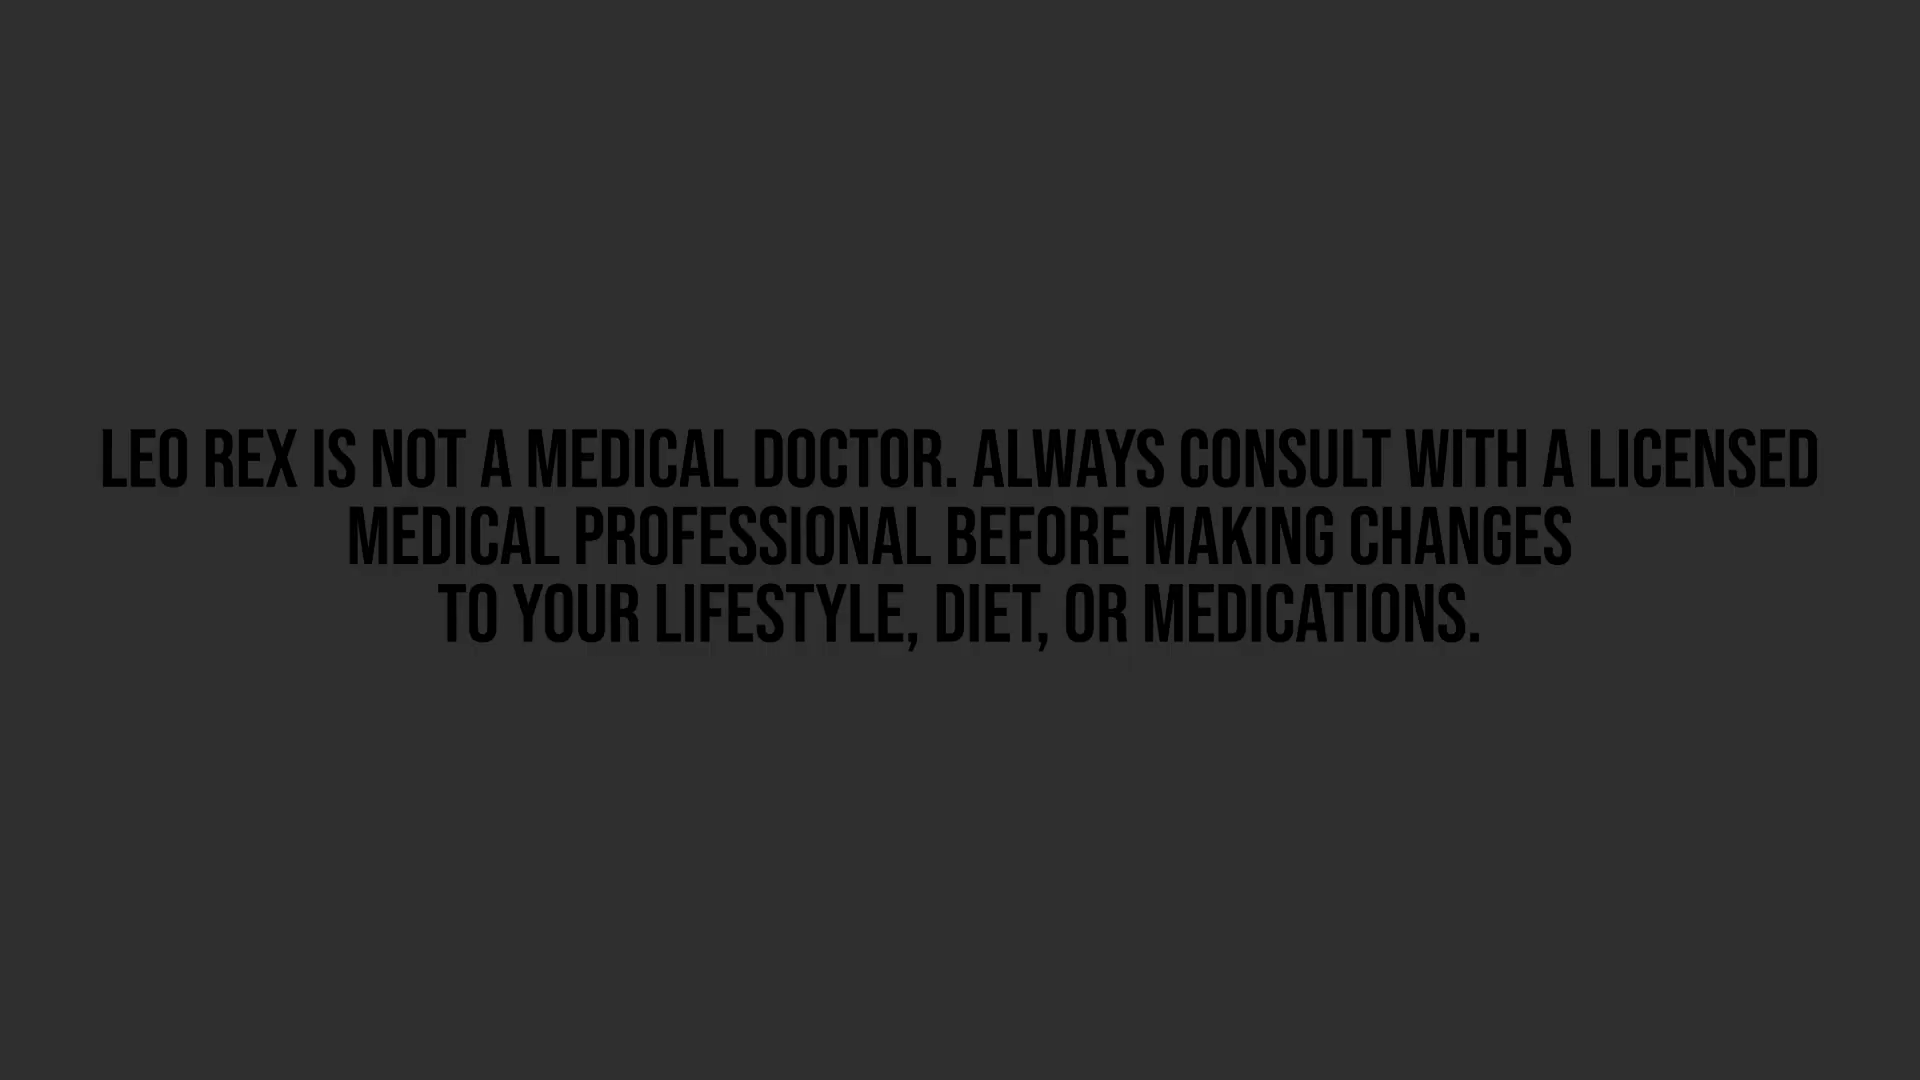 LEO REX IS NOT A MEDICAL DOCTOR. ALWAYS CONSULT WITH A LICENSED
MEDICAL PROFESSIONAL BEFORE MAKING CHANGES
TO YOUR LIFESTYLE, DIET, OR MEDICATIONS.